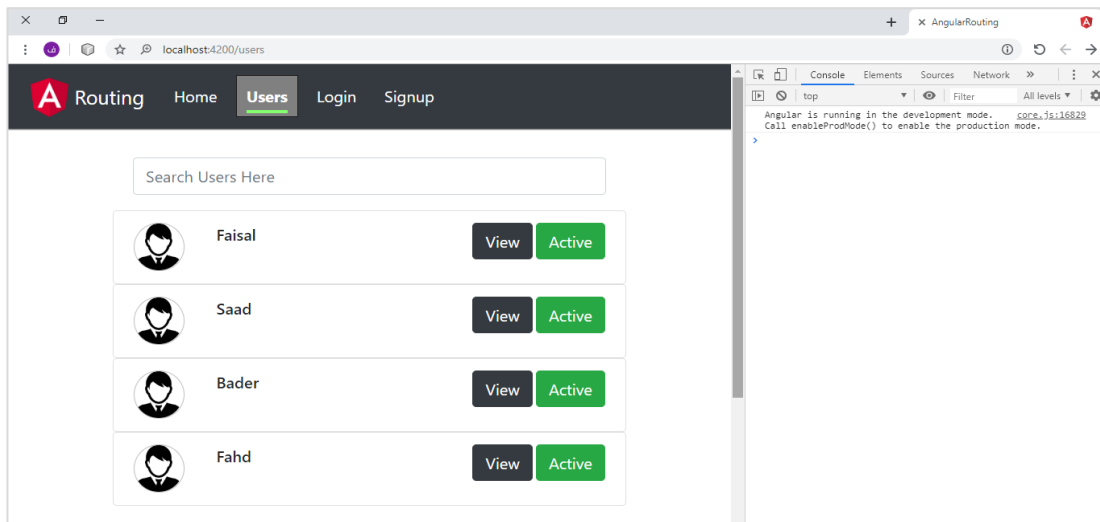 AngularRouting
localhost:4200/users
Routing Home Users Login Signup
Search Users Here
Faisal View Active
Saad View Active
Bader View Active
Fahd View Active
Console Elements Sources Network »
top Filter All levels ▼
Angular is running in the development mode. core.js:16829
Call enableProdMode() to enable the production mode.